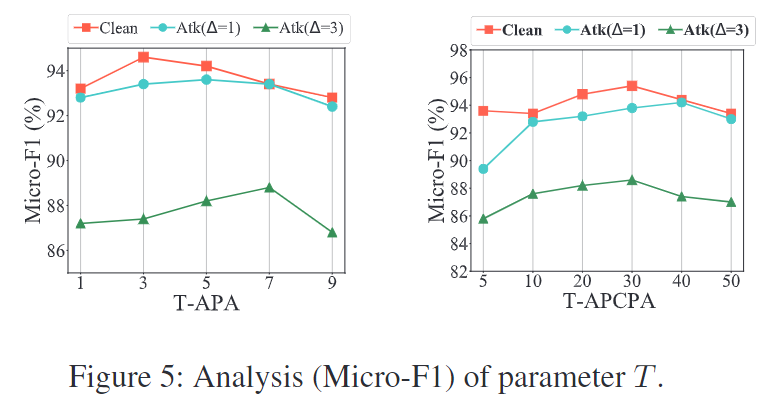 Clean Atk(Δ=1) Atk(Δ=3)
Micro-F1 (%)
94
92
90
88
86
1 3 5 7 9
T-APA
Clean Atk(Δ=1) Atk(Δ=3)
Micro-F1 (%)
98
96
94
92
90
88
86
84
82
5 10 20 30 40 50
T-APCPA
Figure 5: Analysis (Micro-F1) of parameter T.